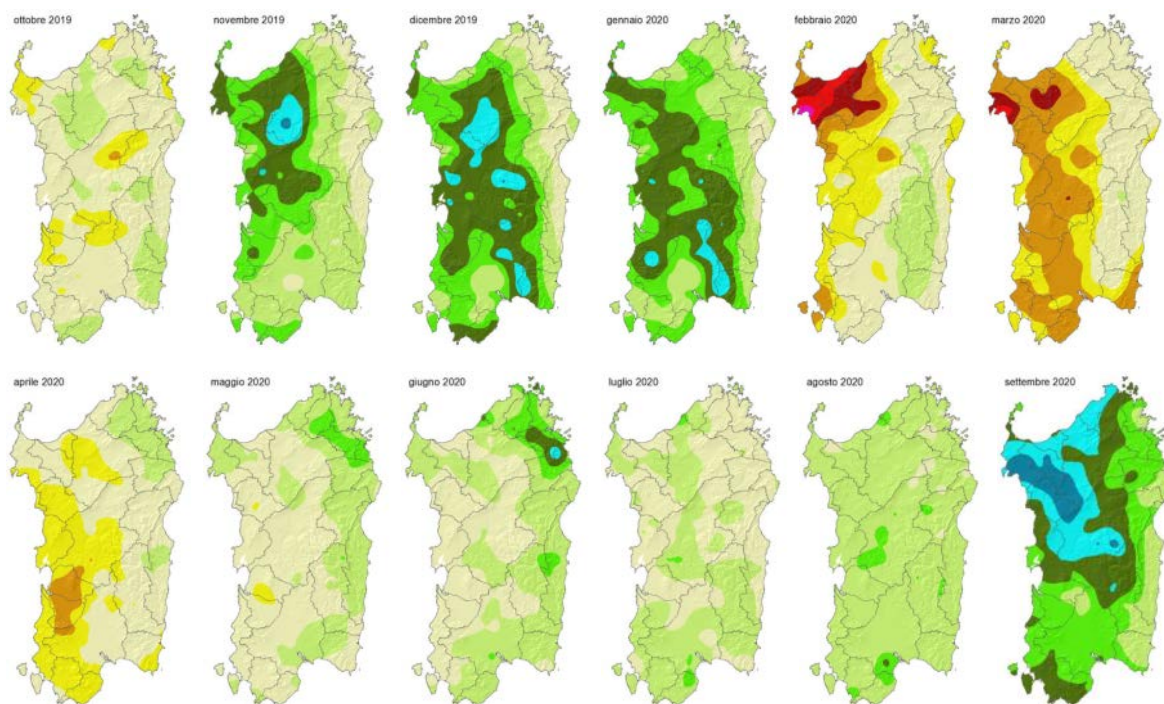 ottobre 2019
novembre 2019
dicembre 2019
gennaio 2020
febbraio 2020
marzo 2020
aprile 2020
maggio 2020
giugno 2020
luglio 2020
agosto 2020
settembre 2020